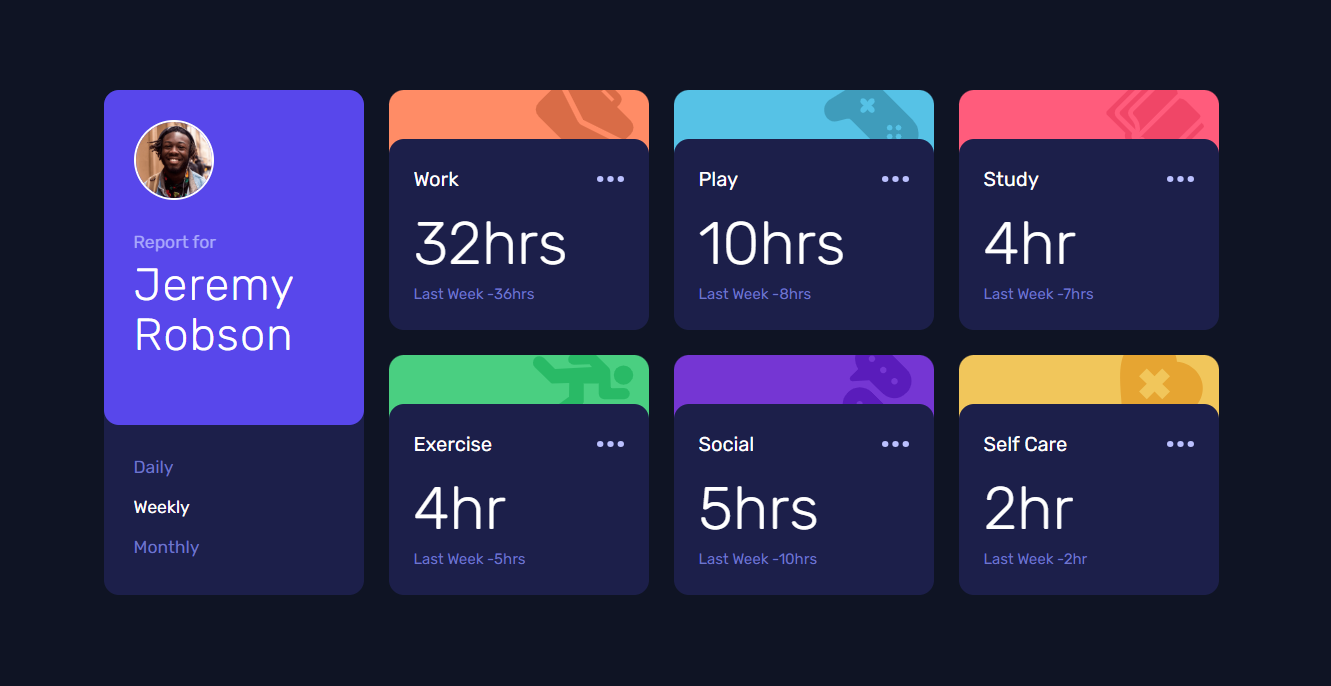 Report for
Jeremy
Robson
Daily
Weekly
Monthly
Work
32hrs
Last Week -36hrs
Play
10hrs
Last Week -8hrs
Study
4hr
Last Week -7hrs
Exercise
4hr
Last Week -5hrs
Social
5hrs
Last Week -10hrs
Self Care
2hr
Last Week -2hr